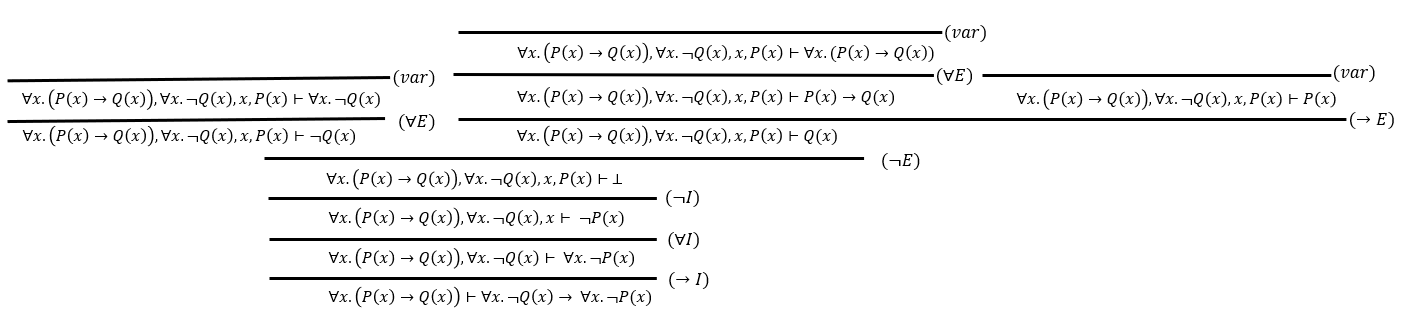 (var)
∀x.(P(x) → Q(x)), ∀x.¬Q(x), x, P(x) ⊢ ∀x.(P(x) → Q(x))
(var) (∀E) (var)
∀x.(P(x) → Q(x)), ∀x.¬Q(x), x, P(x) ⊢ ∀x.¬Q(x) ∀x.(P(x) → Q(x)), ∀x.¬Q(x), x, P(x) ⊢ P(x) → Q(x) ∀x.(P(x) → Q(x)), ∀x.¬Q(x), x, P(x) ⊢ P(x)
(∀E) (→ E)
∀x.(P(x) → Q(x)), ∀x.¬Q(x), x, P(x) ⊢ ¬Q(x) ∀x.(P(x) → Q(x)), ∀x.¬Q(x), x, P(x) ⊢ Q(x)
(¬E)
∀x.(P(x) → Q(x)), ∀x.¬Q(x), x, P(x) ⊢ ⊥
(¬I)
∀x.(P(x) → Q(x)), ∀x.¬Q(x), x ⊢ ¬P(x)
(∀I)
∀x.(P(x) → Q(x)), ∀x.¬Q(x) ⊢ ∀x.¬P(x)
(→ I)
∀x.(P(x) → Q(x)) ⊢ ∀x.¬Q(x) → ∀x.¬P(x)